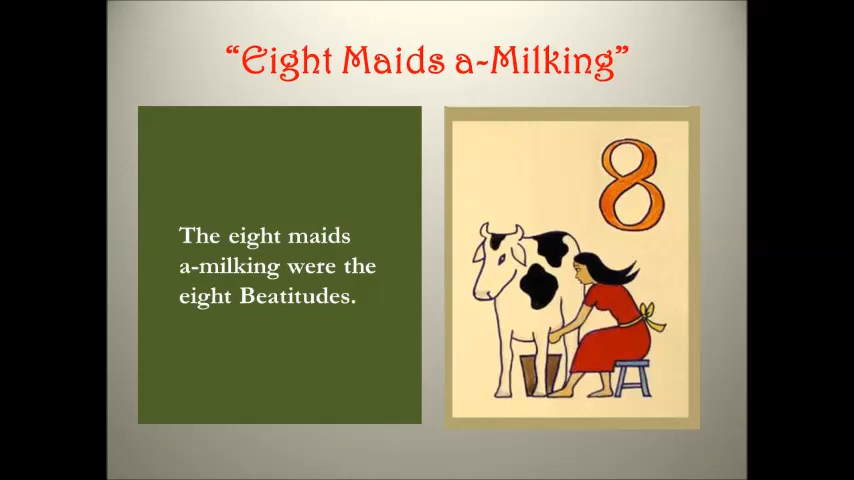 “Eight Maids a-Milking”
The eight maids
a-milking were the
eight Beatitudes.
8